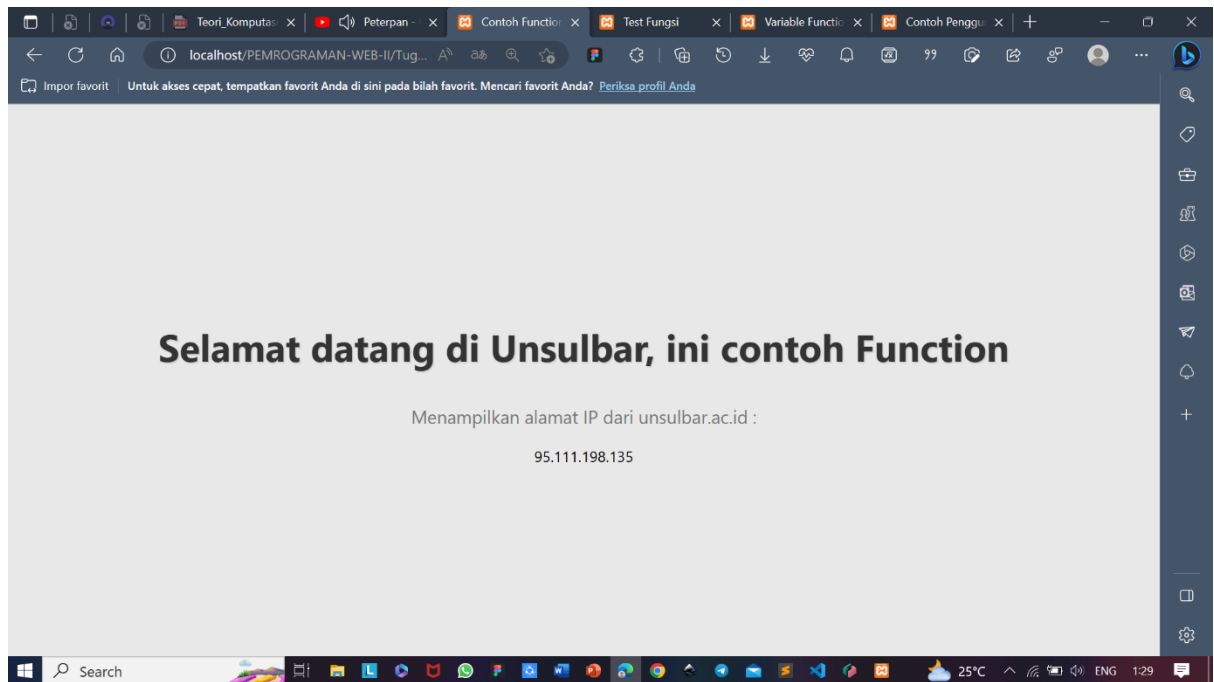 Teori_Komputas
Peterpan -
Contoh Function
Test Fungsi
Variable Functio
Contoh Penggu
localhost/PEMROGRAMAN-WEB-II/Tug...
Impor favorit
Untuk akses cepat, tempatkan favorit Anda di sini pada bilah favorit. Mencari favorit Anda? Periksa profil Anda
Selamat datang di Unsulbar, ini contoh Function
Menampilkan alamat IP dari unsulbar.ac.id :
95.111.198.135
Search
25°C
ENG
1:29